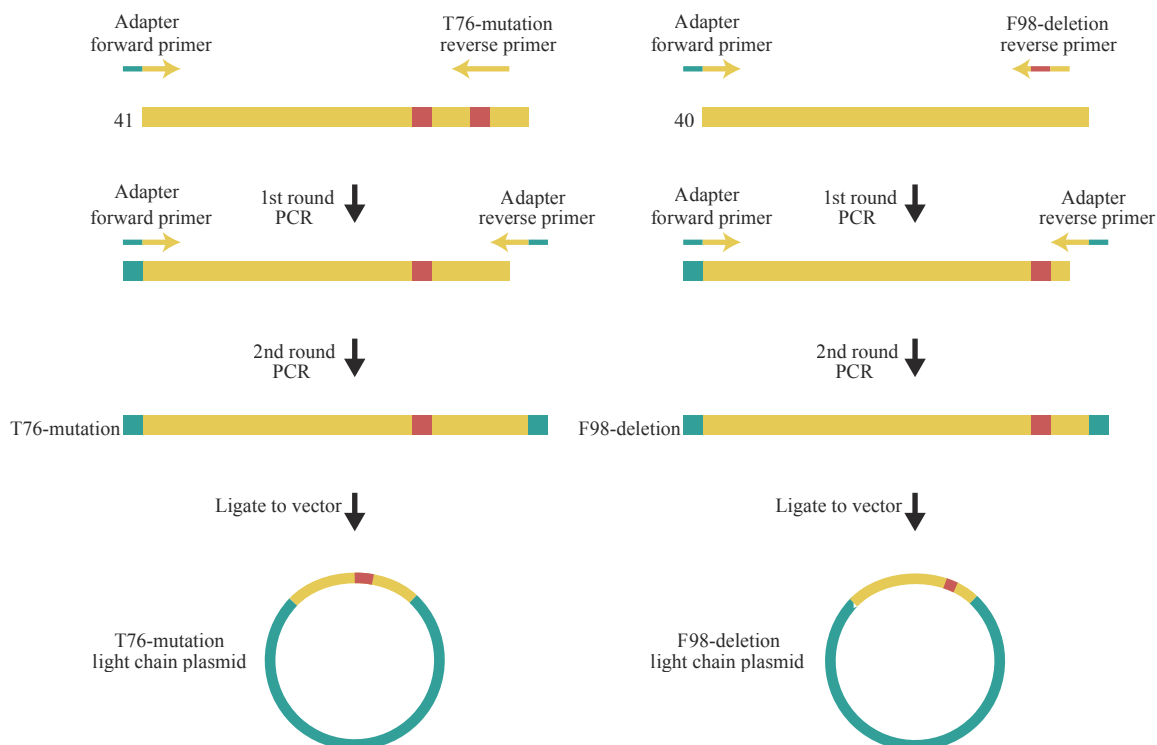 Adapter
forward primer
T76-mutation
reverse primer
41
1st round
PCR
Adapter
forward primer
Adapter
reverse primer
2nd round
PCR
T76-mutation
Ligate to vector
T76-mutation
light chain plasmid
Adapter
forward primer
F98-deletion
reverse primer
40
1st round
PCR
Adapter
forward primer
Adapter
reverse primer
2nd round
PCR
F98-deletion
Ligate to vector
F98-deletion
light chain plasmid